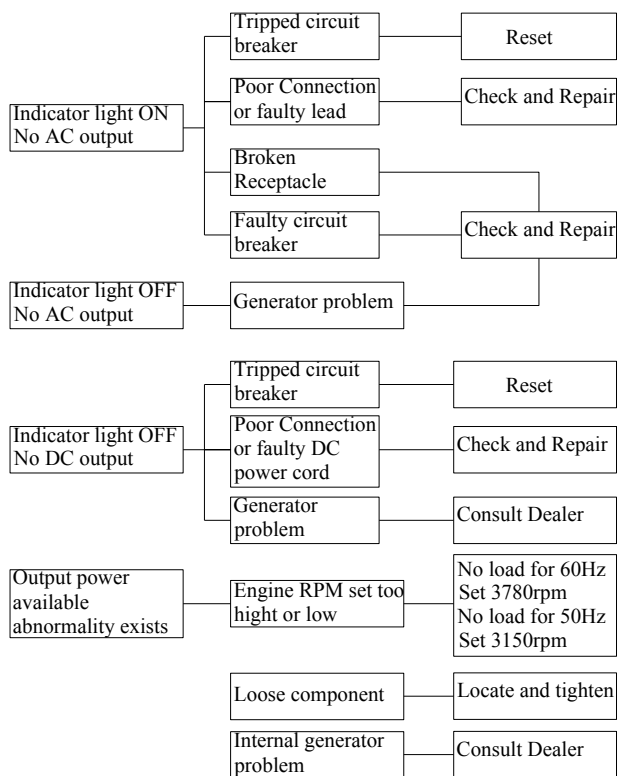 Tripped circuit
breaker
Reset
Poor Connection
or faulty lead
Check and Repair
Indicator light ON
No AC output
Broken
Receptacle
Faulty circuit
breaker
Check and Repair
Indicator light OFF
No AC output
Generator problem
Tripped circuit
breaker
Reset
Indicator light OFF
No DC output
Poor Connection
or faulty DC
power cord
Check and Repair
Generator
problem
Consult Dealer
Output power
available
abnormality exists
Engine RPM set too
hight or low
No load for 60Hz
Set 3780rpm
No load for 50Hz
Set 3150rpm
Loose component
Locate and tighten
Internal generator
problem
Consult Dealer